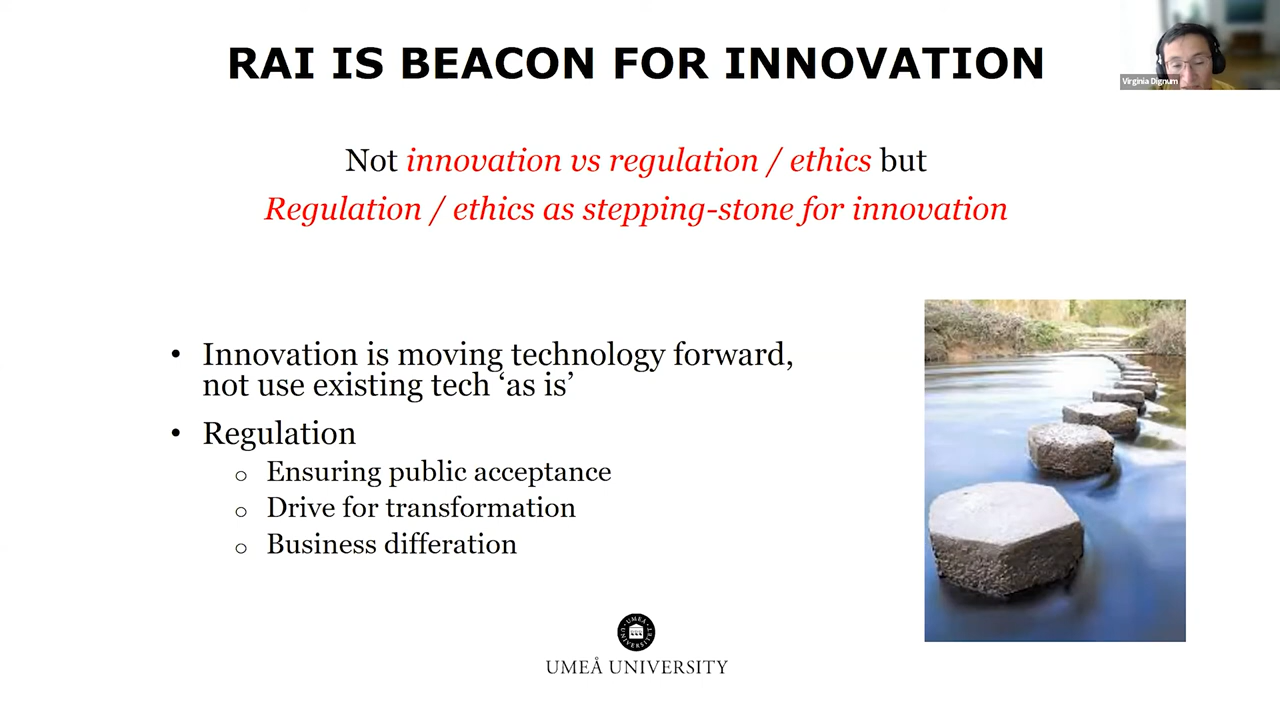 RAI IS BEACON FOR INNOVATION
Virginia Dignum
Not innovation vs regulation / ethics but
Regulation / ethics as stepping-stone for innovation
• Innovation is moving technology forward,
not use existing tech ‘as is’
• Regulation
o Ensuring public acceptance
o Drive for transformation
o Business differation
UMEÅ UNIVERSITET
UMEÅ UNIVERSITY